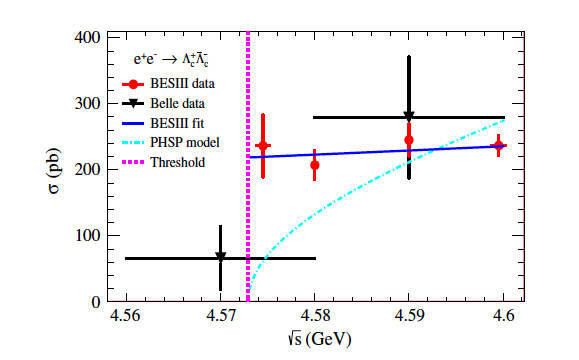 400
300
200
100
0
σ (pb)
e⁺e⁻ → Λc⁺Λ̄c⁻
BESIII data
Belle data
BESIII fit
PHSP model
Threshold
4.56 4.57 4.58 4.59 4.6
√s (GeV)